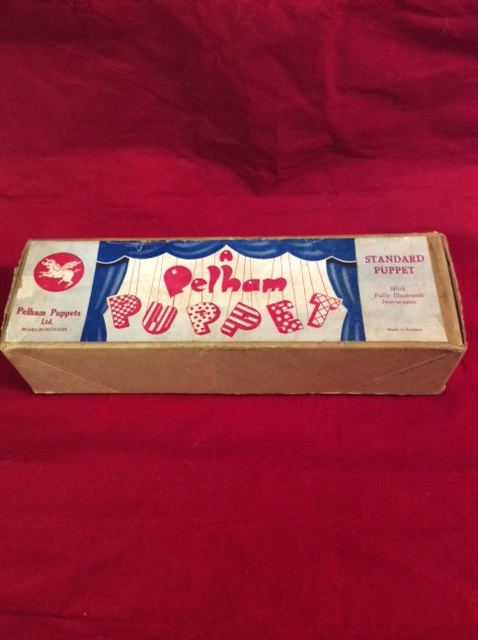 Pelham Puppets
Ltd.
MARLBOROUGH
A
Pelham
PUPPET
STANDARD
PUPPET
With
Fully Illustrated
Instructions
Made in England